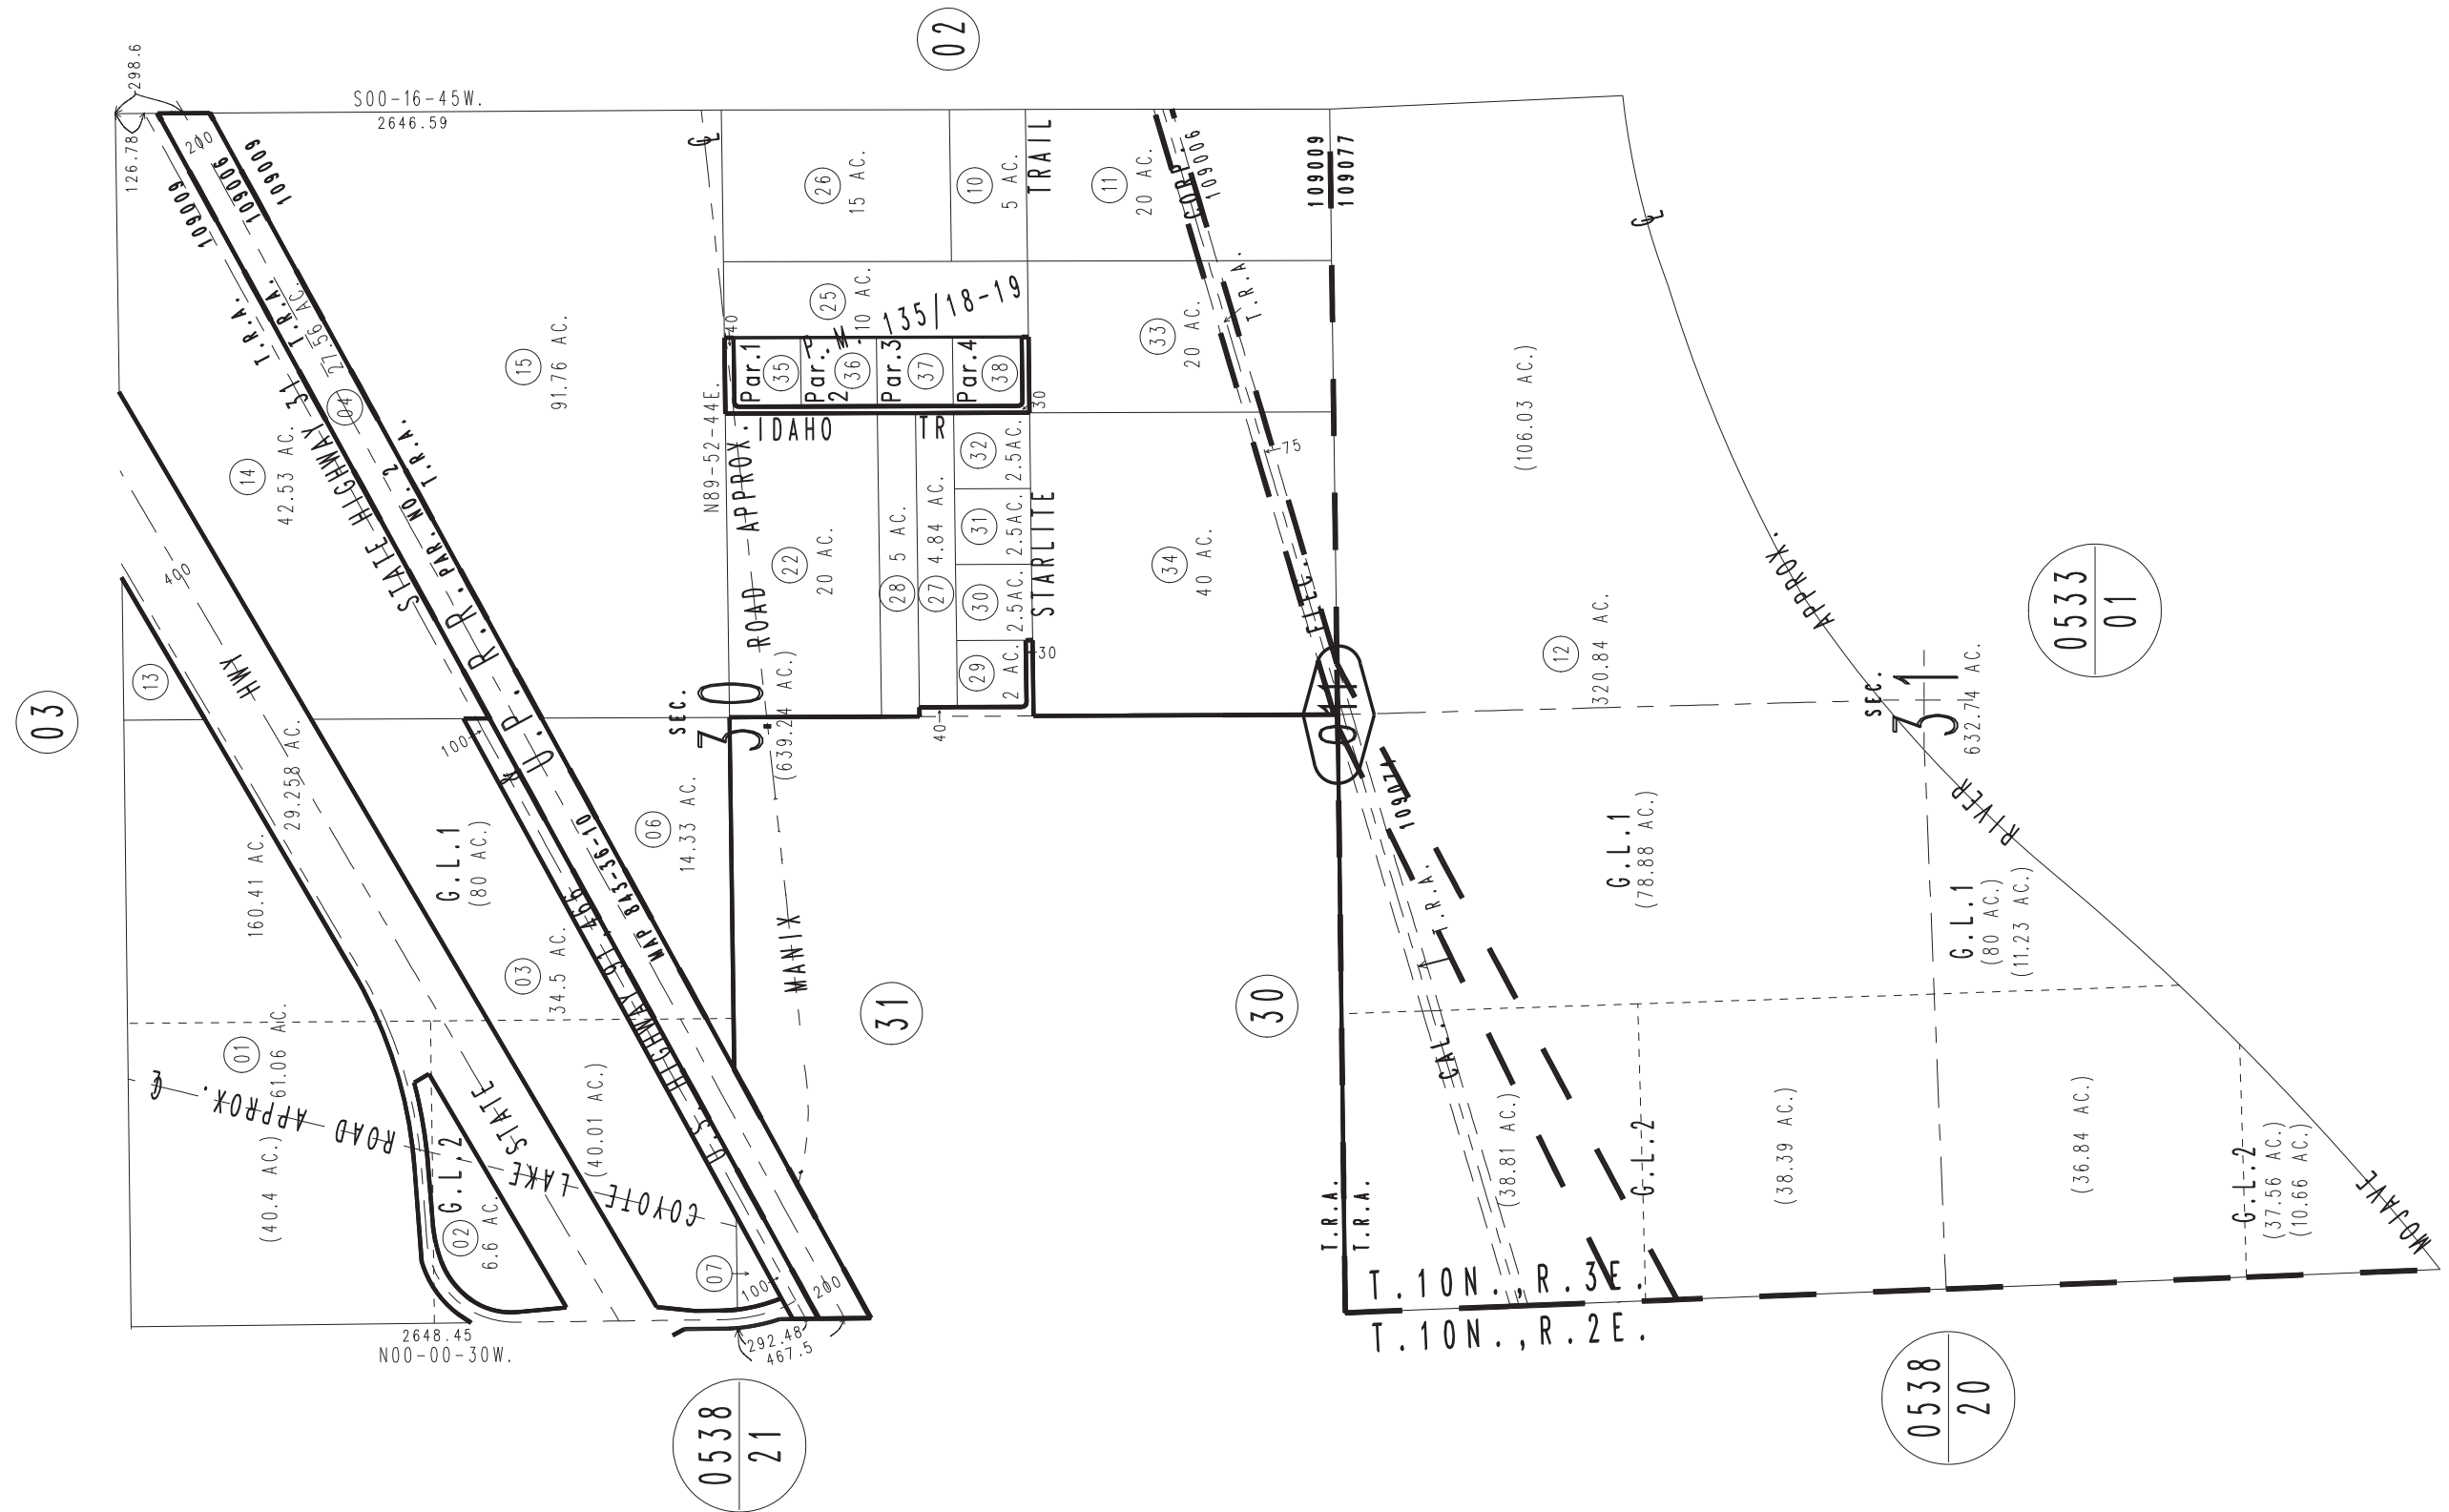 02
03
298.6
S00-16-45W.
2646.59
126.78
200
109009
109006
109009
T.R.A.
T.R.A.
27.56 AC.
04
STATE HIGHWAY 31
U.P. R.R. PAR. NO. 2
T.R.A.
14
42.53 AC.
15
91.76 AC.
400
HWY
STATE
13
160.41 AC.
29.258 AC.
G.L.1
(80 AC.)
100
03
34.5 AC.
U.S. HIGHWAY 91 & 466
MAP 843-36-10
06
14.33 AC.
01
61.06 AC.
(40.4 AC.)
COYOTE LAKE ROAD APPROX. ℄
G.L.2
02
6.6 AC.
(40.01 AC.)
07
100
200
2648.45
N00-00-30W.
292.48
467.5
0538
21
℄
26
15 AC.
10
5 AC.
TRAIL
11
20 AC.
CORP.
109006
109009
109077
25
10 AC.
P.M. 135/18-19
40
Par.1
35
Par.
2
36
Par.3
37
Par.4
38
30
33
20 AC.
T.R.A.
75
N89-52-44E.
IDAHO TR
MANIX ROAD APPROX.
22
20 AC.
28 5 AC.
27 4.84 AC.
32
2.5AC.
31
2.5AC.
30
2.5AC.
29
2 AC.
STARLITE
30
34
40 AC.
ELEC.
SEC.
30
(639.24 AC.)
40
04
31
30
CAL.
109074
T.R.A.
℄
(106.03 AC.)
12
320.84 AC.
MOJAVE RIVER APPROX.
0533
01
SEC.
31
632.74 AC.
G.L.1
(78.88 AC.)
G.L.1
(80 AC.)
(11.23 AC.)
(38.81 AC.)
G.L.2
(38.39 AC.)
(36.84 AC.)
G.L.2
(37.56 AC.)
(10.66 AC.)
T.R.A.
T.R.A.
T.10N.,R.3E.
T.10N.,R.2E.
0538
20